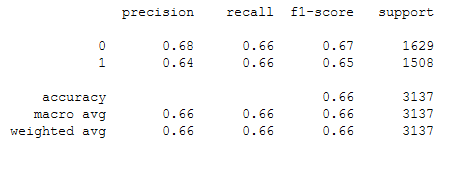 precision recall f1-score support
0 0.68 0.66 0.67 1629
1 0.64 0.66 0.65 1508
accuracy 0.66 3137
macro avg 0.66 0.66 0.66 3137
weighted avg 0.66 0.66 0.66 3137